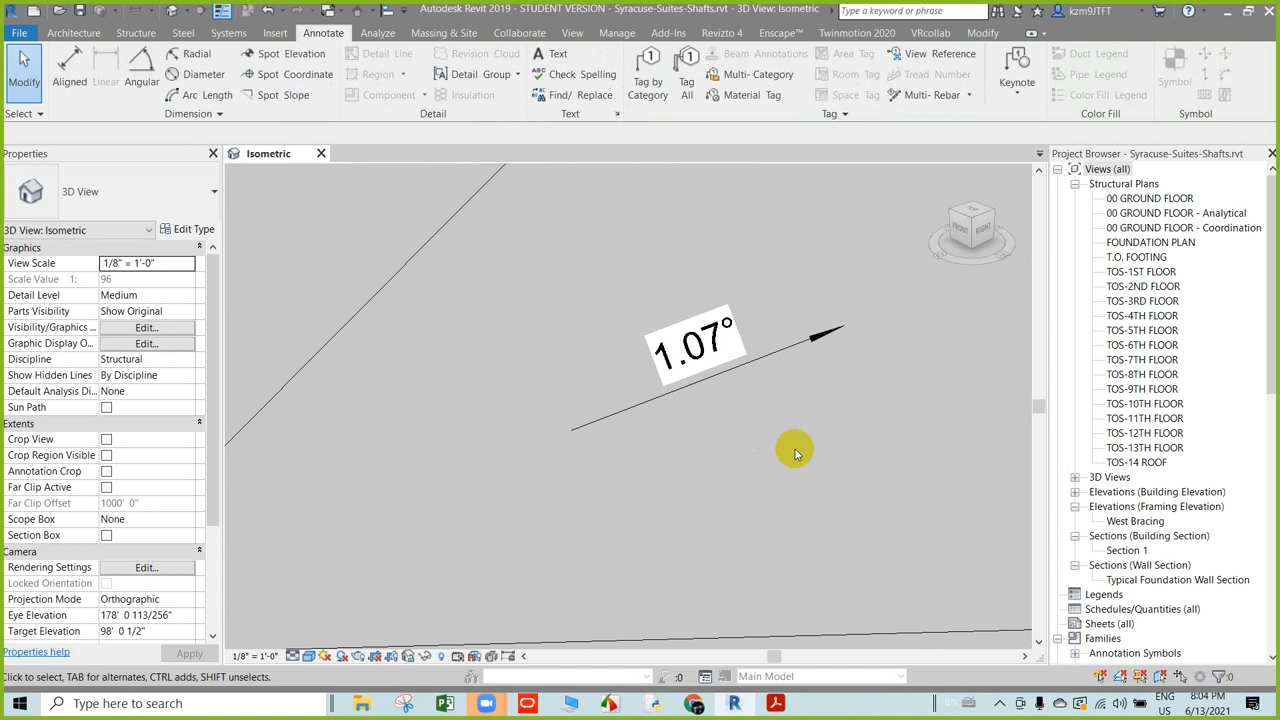 Autodesk Revit 2019 - STUDENT VERSION - Syracuse-Suites-Shafts.rvt - 3D View: Isometric
Type a keyword or phrase
kzm9JTFT
File Architecture Structure Steel Systems Insert Annotate Analyze Massing & Site Collaborate View Manage Add-Ins Revizto 4 Enscape™ Twinmotion 2020 VRcollab Modify
Modify
Aligned
Linear
Angular
Radial
Diameter
Arc Length
Spot Elevation
Spot Coordinate
Spot Slope
Detail Line
Region
Component
Revision Cloud
Detail Group
Insulation
Text
Check Spelling
Find/ Replace
Tag by
Category
Tag
All
Beam Annotations
Multi- Category
Material Tag
Area Tag
Room Tag
Space Tag
View Reference
Tread Number
Multi- Rebar
Keynote
Duct Legend
Pipe Legend
Color Fill Legend
Symbol
Select
Dimension
Detail
Text
Tag
Color Fill
Symbol
Properties
Isometric
3D View
3D View: Isometric
Edit Type
Graphics
View Scale 1/8" = 1'-0"
Scale Value 1: 96
Detail Level Medium
Parts Visibility Show Original
Visibility/Graphics ... Edit...
Graphic Display O... Edit...
Discipline Structural
Show Hidden Lines By Discipline
Default Analysis Di... None
Sun Path
Extents
Crop View
Crop Region Visible
Annotation Crop
Far Clip Active
Far Clip Offset 1000' 0"
Scope Box None
Section Box
Camera
Rendering Settings Edit...
Locked Orientation
Projection Mode Orthographic
Eye Elevation 178' 0 113/256"
Target Elevation 98' 0 1/2"
Properties help
Apply
1.07°
FRONT
RIGHT
Project Browser - Syracuse-Suites-Shafts.rvt
Views (all)
Structural Plans
00 GROUND FLOOR
00 GROUND FLOOR - Analytical
00 GROUND FLOOR - Coordination
FOUNDATION PLAN
T.O. FOOTING
TOS-1ST FLOOR
TOS-2ND FLOOR
TOS-3RD FLOOR
TOS-4TH FLOOR
TOS-5TH FLOOR
TOS-6TH FLOOR
TOS-7TH FLOOR
TOS-8TH FLOOR
TOS-9TH FLOOR
TOS-10TH FLOOR
TOS-11TH FLOOR
TOS-12TH FLOOR
TOS-13TH FLOOR
TOS-14 ROOF
3D Views
Elevations (Building Elevation)
Elevations (Framing Elevation)
West Bracing
Sections (Building Section)
Section 1
Sections (Wall Section)
Typical Foundation Wall Section
Legends
Schedules/Quantities (all)
Sheets (all)
Families
Annotation Symbols
1/8" = 1'-0"
Click to select, TAB for alternates, CTRL adds, SHIFT unselects.
:0
Main Model
:0
Type here to search
ENG
US
8:04 PM
6/13/2021